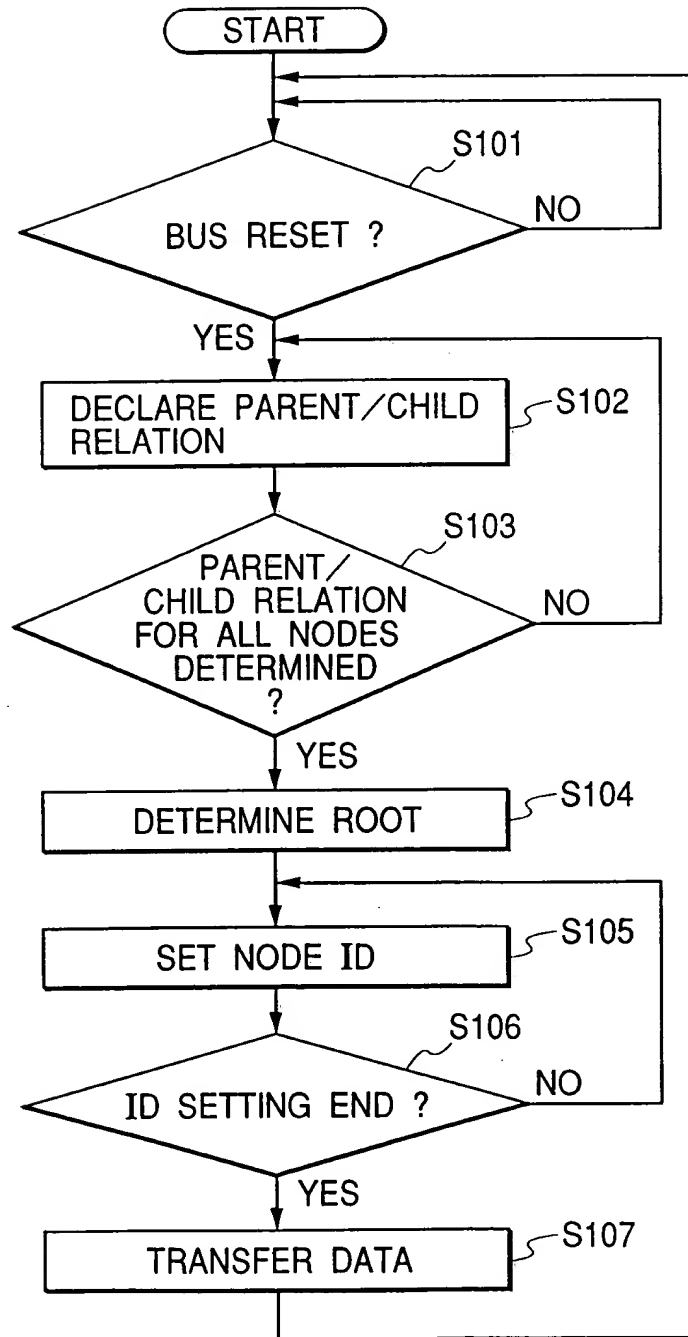 START
S101
BUS RESET ?
NO
YES
DECLARE PARENT/CHILD
RELATION
S102
S103
PARENT/
CHILD RELATION
FOR ALL NODES
DETERMINED
?
NO
YES
DETERMINE ROOT
S104
SET NODE ID
S105
S106
ID SETTING END ?
NO
YES
TRANSFER DATA
S107